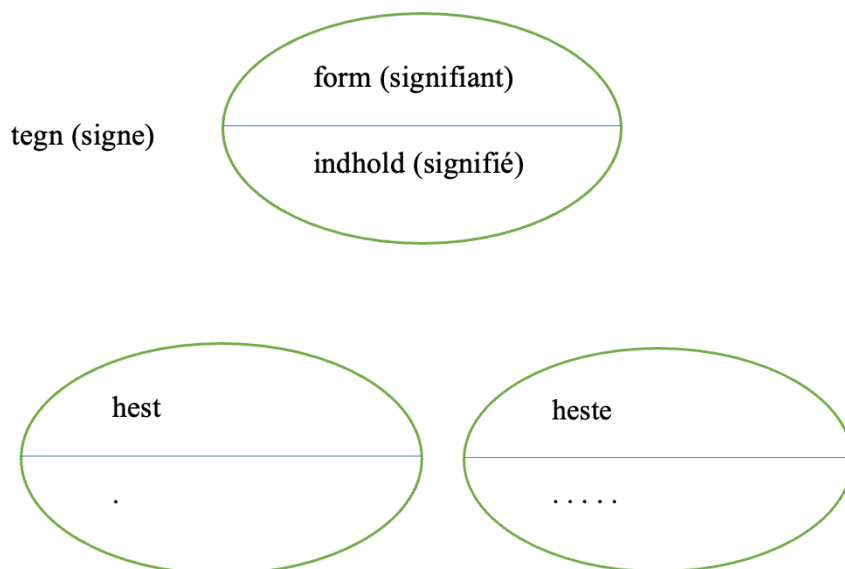 form (signifiant)
tegn (signe)
indhold (signifié)
hest
heste
.
. . . . .